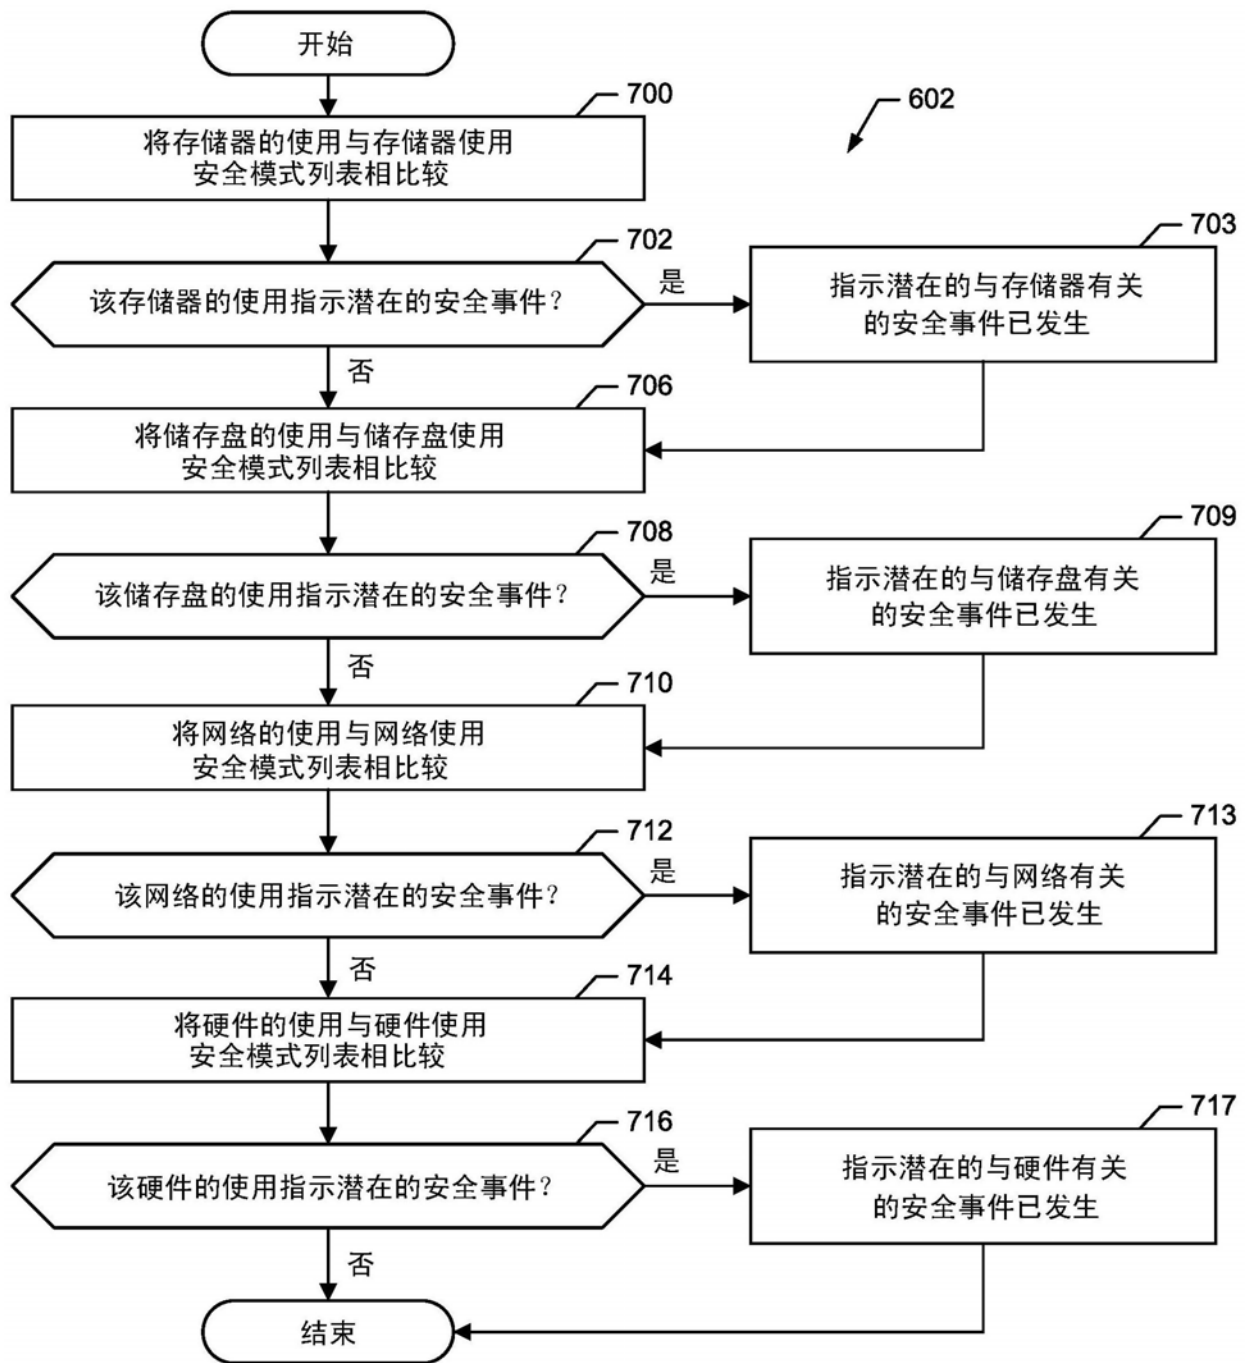 开始
700
602
将存储器的使用与存储器使用
安全模式列表相比较
702
703
该存储器的使用指示潜在的安全事件？
是
指示潜在的与存储器有关
的安全事件已发生
否
706
将储存盘的使用与储存盘使用
安全模式列表相比较
708
709
该储存盘的使用指示潜在的安全事件？
是
指示潜在的与储存盘有关
的安全事件已发生
否
710
将网络的使用与网络使用
安全模式列表相比较
712
713
该网络的使用指示潜在的安全事件？
是
指示潜在的与网络有关
的安全事件已发生
否
714
将硬件的使用与硬件使用
安全模式列表相比较
716
717
该硬件的使用指示潜在的安全事件？
是
指示潜在的与硬件有关
的安全事件已发生
否
结束